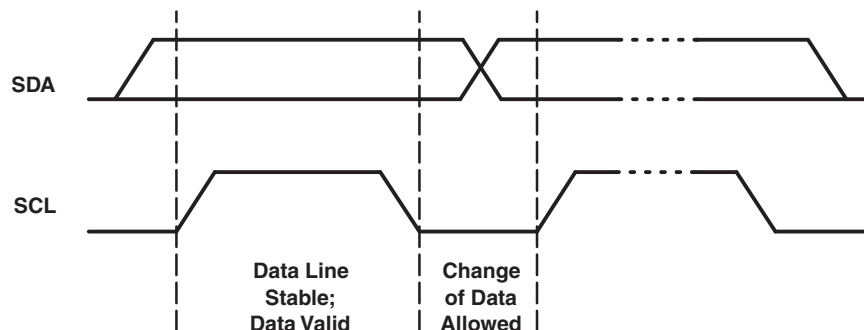 SDA
SCL
Data Line
Stable;
Data Valid
Change
of Data
Allowed